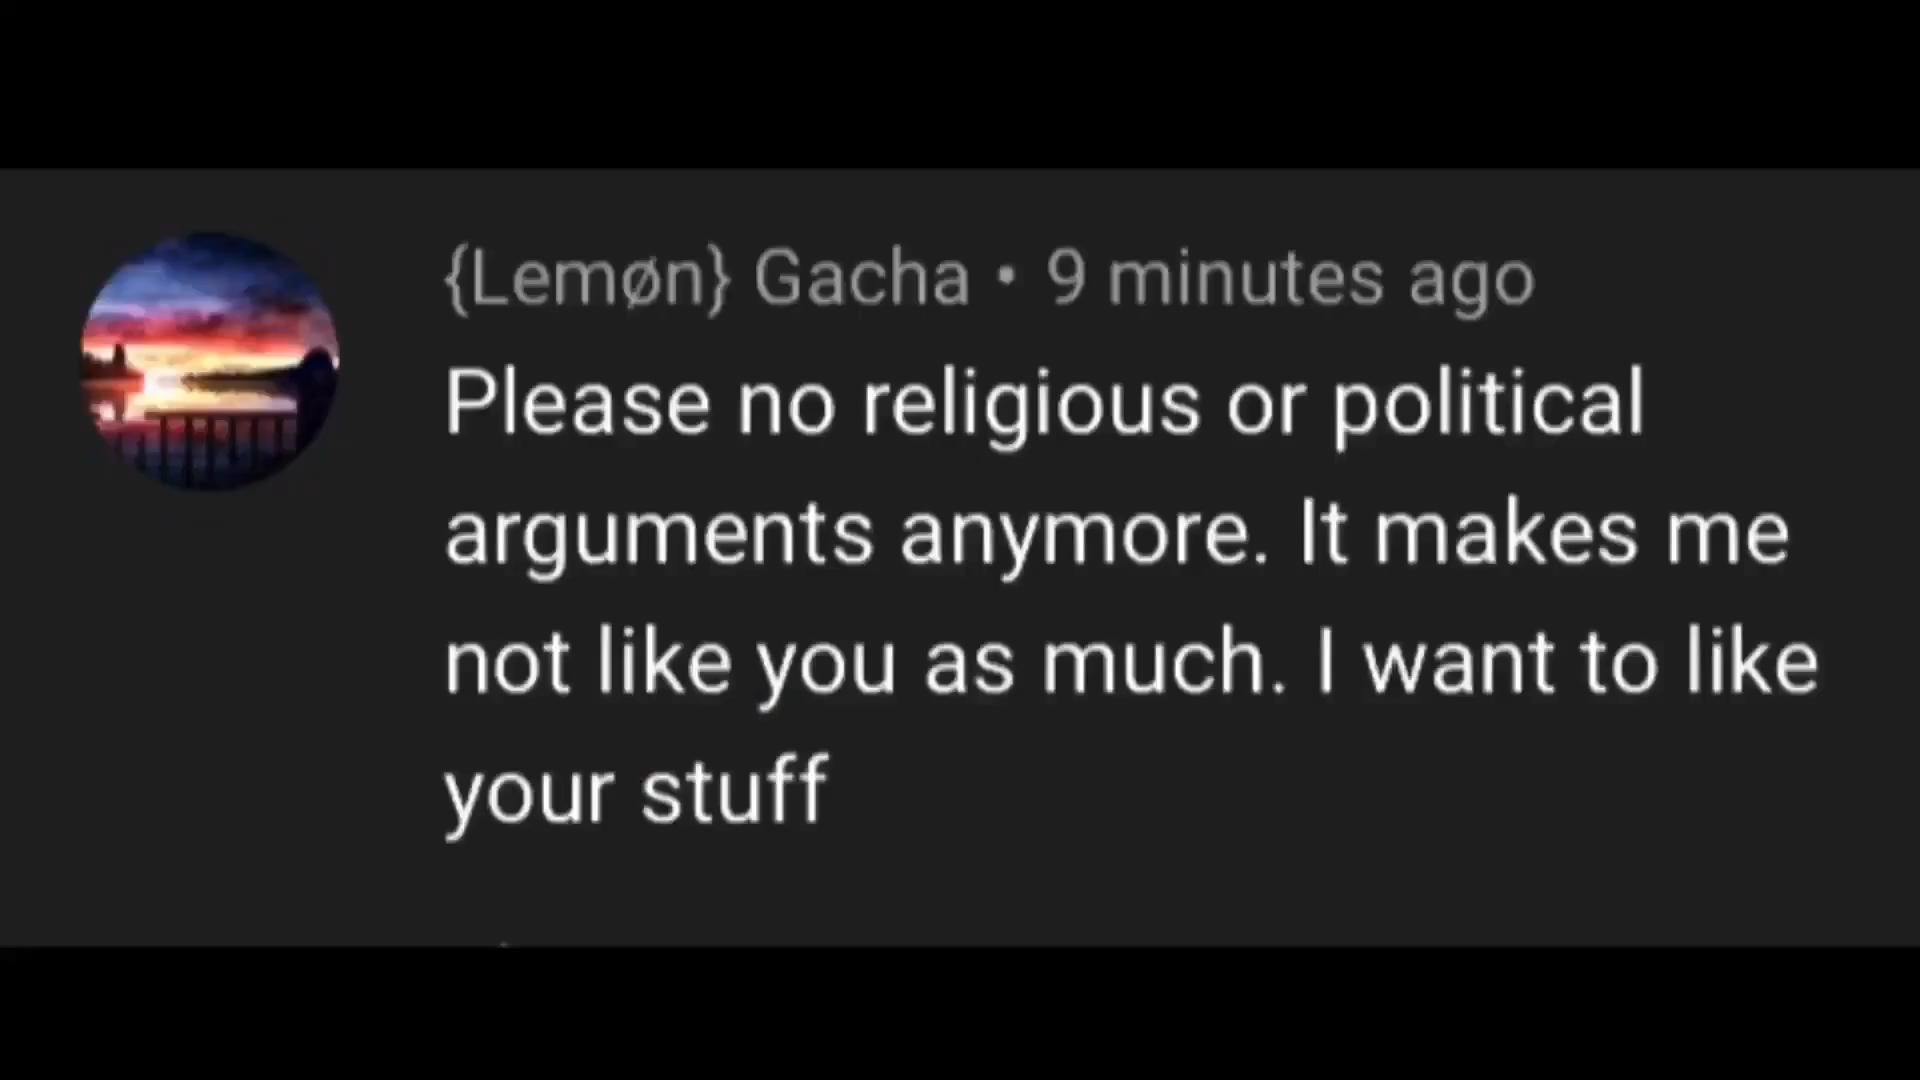 {Lemøn} Gacha • 9 minutes ago
Please no religious or political
arguments anymore. It makes me
not like you as much. I want to like
your stuff